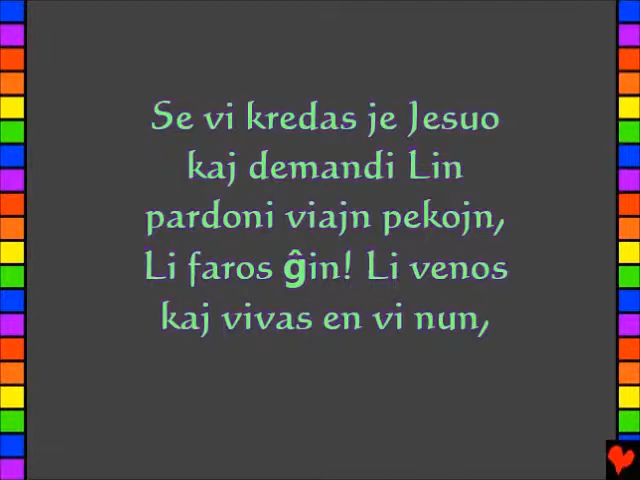 Se vi kredas je Jesuo
kaj demandi Lin
pardoni viajn pekojn,
Li faros ĝin! Li venos
kaj vivas en vi nun,